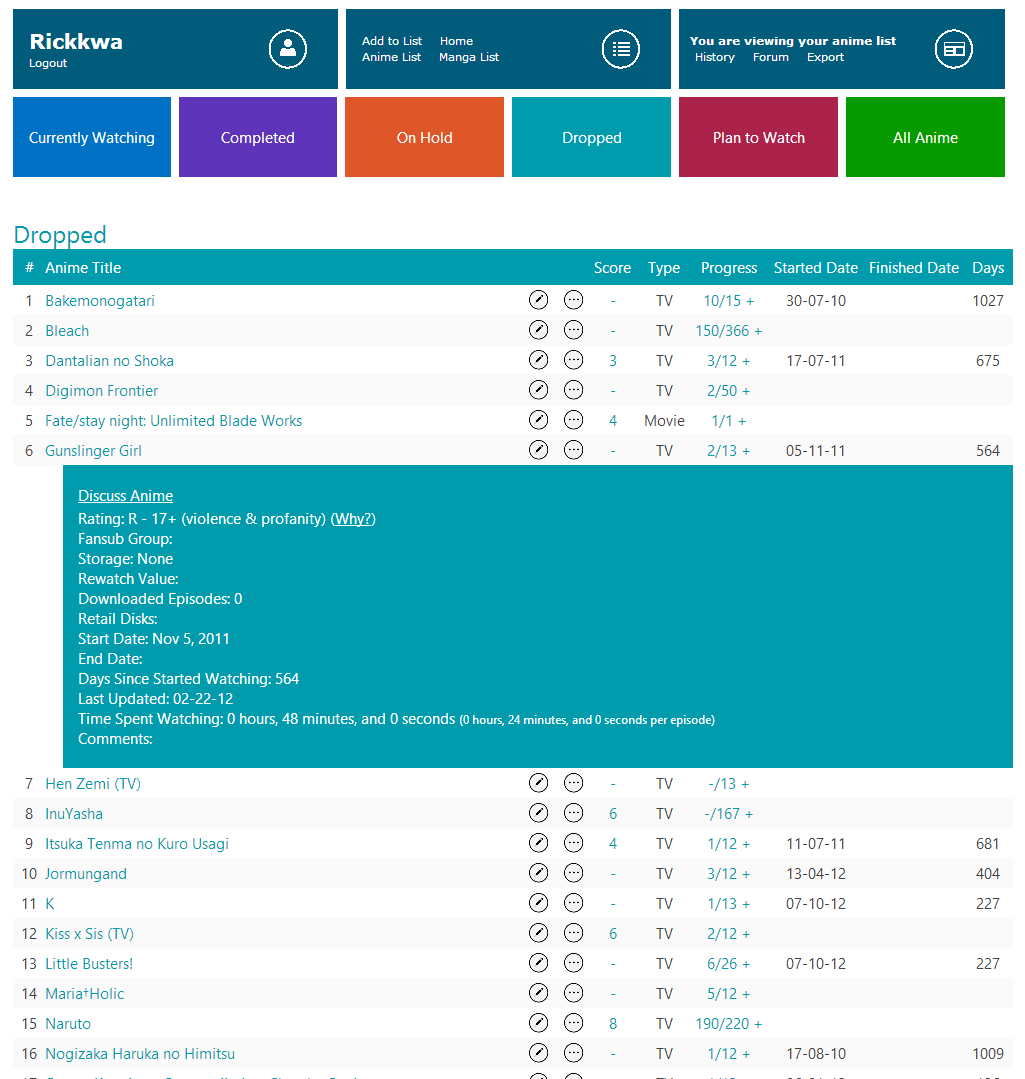 Rickkwa
Logout
Add to List Home
Anime List Manga List
You are viewing your anime list
History Forum Export
Currently Watching
Completed
On Hold
Dropped
Plan to Watch
All Anime
Dropped
# Anime Title Score Type Progress Started Date Finished Date Days
1 Bakemonogatari - TV 10/15 + 30-07-10 1027
2 Bleach - TV 150/366 +
3 Dantalian no Shoka 3 TV 3/12 + 17-07-11 675
4 Digimon Frontier - TV 2/50 +
5 Fate/stay night: Unlimited Blade Works 4 Movie 1/1 +
6 Gunslinger Girl - TV 2/13 + 05-11-11 564
Discuss Anime
Rating: R - 17+ (violence & profanity) (Why?)
Fansub Group:
Storage: None
Rewatch Value:
Downloaded Episodes: 0
Retail Disks:
Start Date: Nov 5, 2011
End Date:
Days Since Started Watching: 564
Last Updated: 02-22-12
Time Spent Watching: 0 hours, 48 minutes, and 0 seconds (0 hours, 24 minutes, and 0 seconds per episode)
Comments:
7 Hen Zemi (TV) - TV -/13 +
8 InuYasha 6 TV -/167 +
9 Itsuka Tenma no Kuro Usagi 4 TV 1/12 + 11-07-11 681
10 Jormungand - TV 3/12 + 13-04-12 404
11 K - TV 1/13 + 07-10-12 227
12 Kiss x Sis (TV) 6 TV 2/12 +
13 Little Busters! - TV 6/26 + 07-10-12 227
14 Maria†Holic - TV 5/12 +
15 Naruto 8 TV 190/220 +
16 Nogizaka Haruka no Himitsu - TV 1/12 + 17-08-10 1009